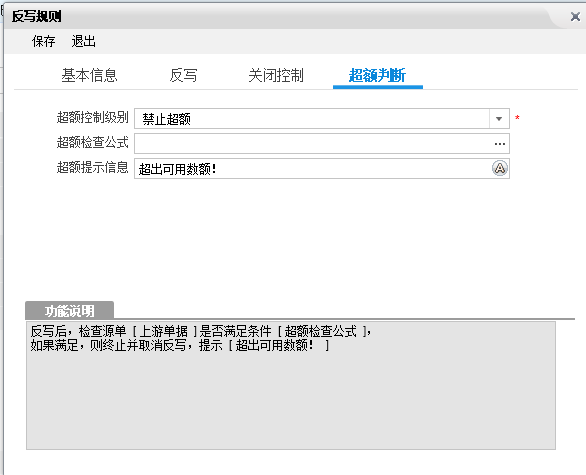 反写规则
保存 退出
基本信息 反写 关闭控制 超额判断
超额控制级别 禁止超额 *
超额检查公式 ...
超额提示信息 超出可用数额! A
功能说明
反写后，检查源单 [ 上游单据 ]是否满足条件 [ 超额检查公式 ]，
如果满足，则终止并取消反写，提示 [ 超出可用数额! ]